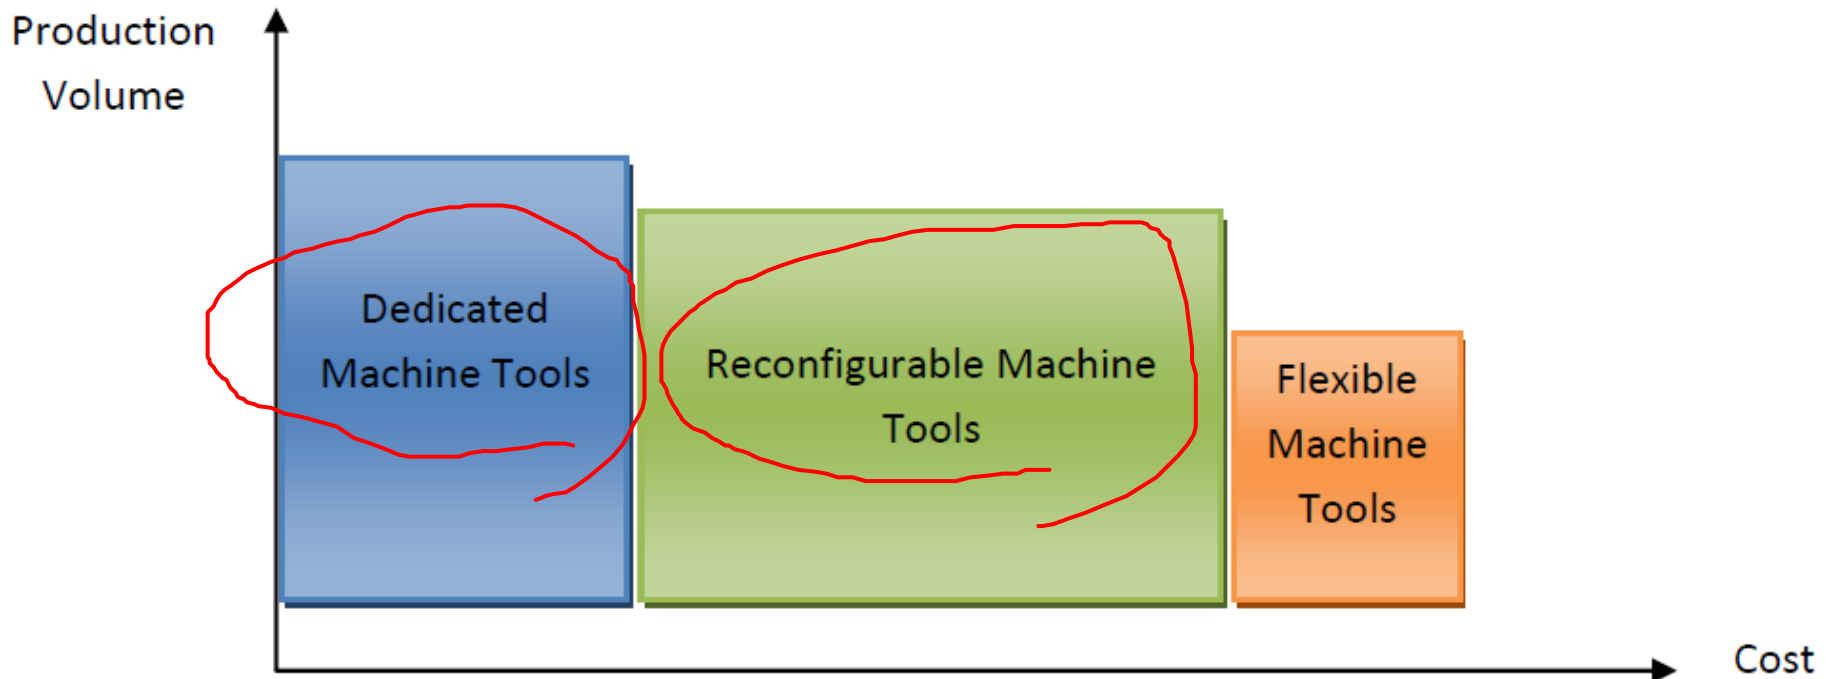 Production
Volume
Dedicated
Machine Tools
Reconfigurable Machine
Tools
Flexible
Machine
Tools
Cost